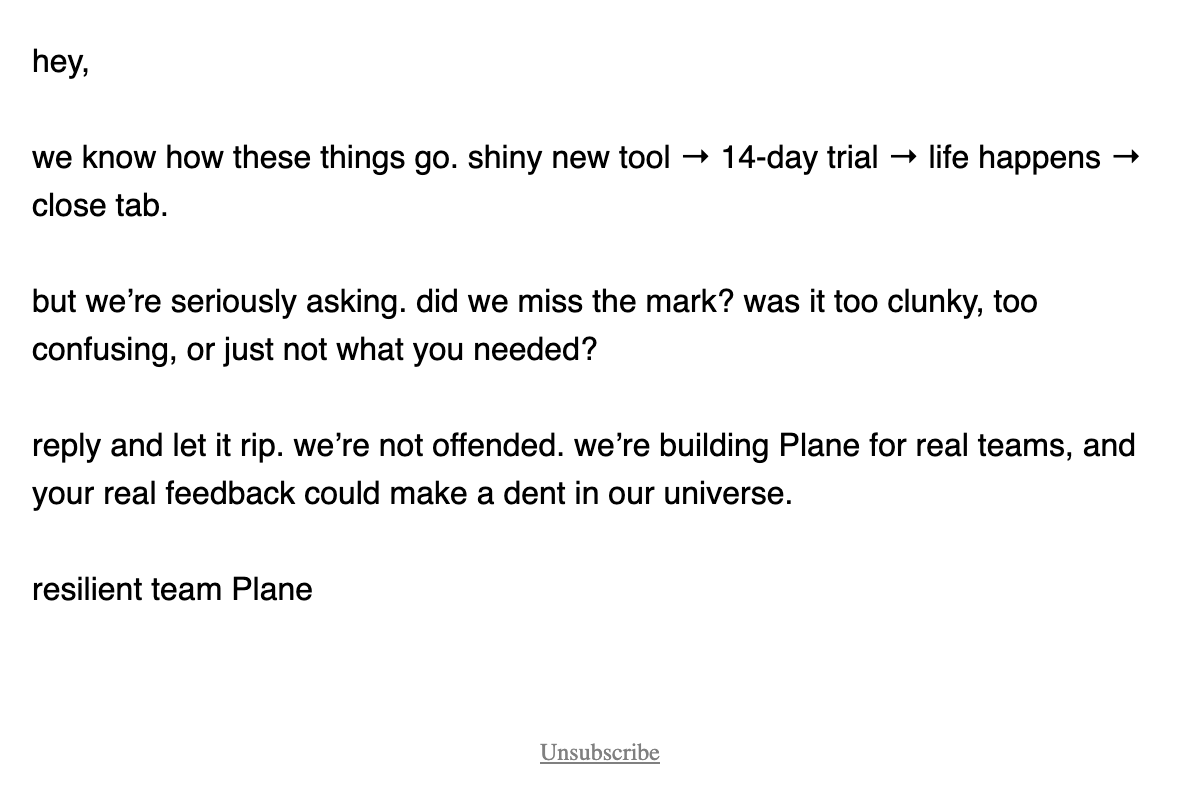 hey,
we know how these things go. shiny new tool → 14-day trial → life happens →
close tab.
but we’re seriously asking. did we miss the mark? was it too clunky, too
confusing, or just not what you needed?
reply and let it rip. we’re not offended. we’re building Plane for real teams, and
your real feedback could make a dent in our universe.
resilient team Plane
Unsubscribe